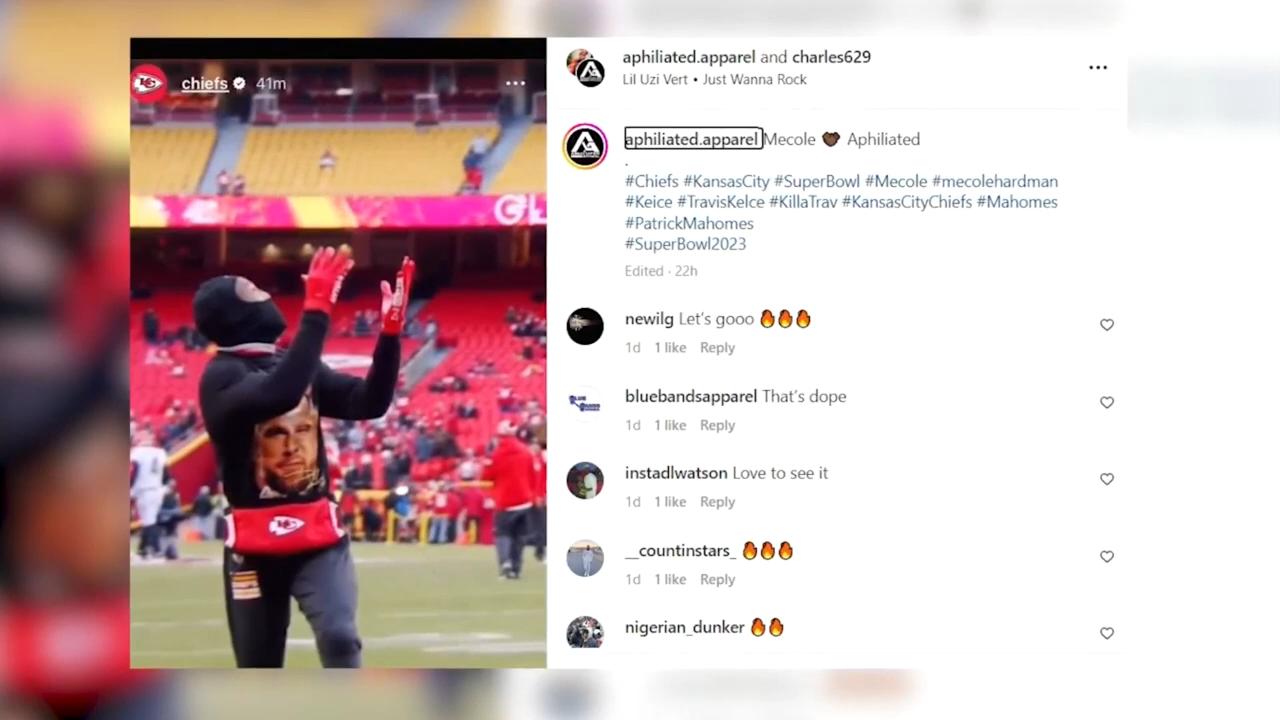 chiefs 41m
GL
aphiliated.apparel and charles629
Lil Uzi Vert • Just Wanna Rock
aphiliated.apparel Mecole 🤎 Aphiliated
.
#Chiefs #KansasCity #SuperBowl #Mecole #mecolehardman
#Keice #TravisKelce #KillaTrav #KansasCityChiefs #Mahomes
#PatrickMahomes
#SuperBowl2023
Edited · 22h
newilg Let's gooo 🔥🔥🔥
1d 1 like Reply
bluebandsapparel That's dope
1d 1 like Reply
instadlwatson Love to see it
1d 1 like Reply
__countinstars_ 🔥🔥🔥
1d 1 like Reply
nigerian_dunker 🔥🔥